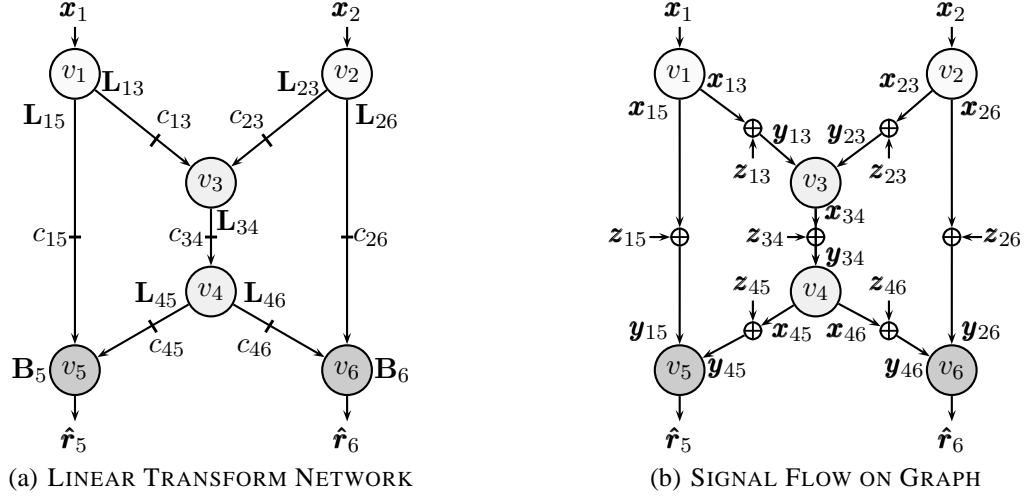 x₁ x₂ x₁ x₂
v₁ L₁₃ L₂₃ v₂ v₁ x₁₃ x₂₃ v₂
L₁₅ c₁₃ c₂₃ L₂₆ x₁₅ y₁₃ y₂₃ x₂₆
v₃ z₁₃ v₃ z₂₃
L₃₄ x₃₄
c₁₅ c₃₄ c₂₆ z₁₅ z₃₄ z₂₆
y₃₄
L₄₅ v₄ L₄₆ z₄₅ v₄ z₄₆
c₄₅ c₄₆ y₁₅ x₄₅ x₄₆ y₂₆
B₅ v₅ v₆ B₆ v₅ y₄₅ y₄₆ v₆
r̂₅ r̂₆ r̂₅ r̂₆
(a) LINEAR TRANSFORM NETWORK (b) SIGNAL FLOW ON GRAPH